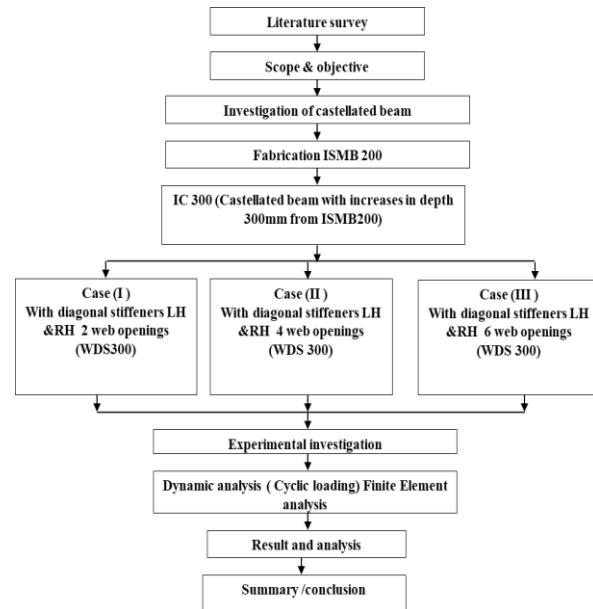 Literature survey
Scope & objective
Investigation of castellated beam
Fabrication ISMB 200
IC 300 (Castellated beam with increases in depth
300mm from ISMB200)
Case (I )
With diagonal stiffeners LH
&RH 2 web openings
(WDS300)
Case (II )
With diagonal stiffeners LH
&RH 4 web openings
(WDS 300)
Case (III )
With diagonal stiffeners LH
&RH 6 web openings
(WDS 300)
Experimental investigation
Dynamic analysis ( Cyclic loading) Finite Element
analysis
Result and analysis
Summary /conclusion